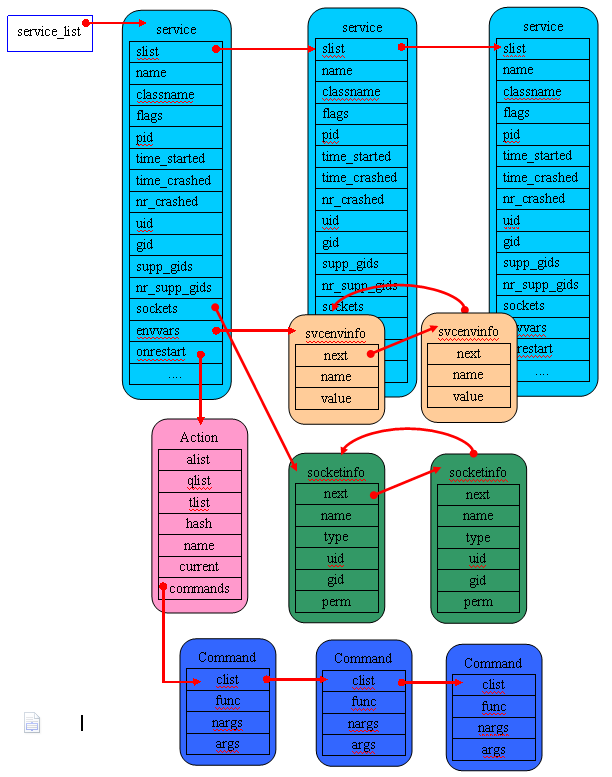 service_list
service
slist
name
classname
flags
pid
time_started
time_crashed
nr_crashed
uid
gid
supp_gids
nr_supp_gids
sockets
envvars
onrestart
....
service
slist
name
classname
flags
pid
time_started
time_crashed
nr_crashed
uid
gid
supp_gids
nr_supp_gids
sockets
service
slist
name
classname
flags
pid
time_started
time_crashed
nr_crashed
uid
gid
supp_gids
nr_supp_gids
sockets
nvvars
nrestart
....
svcenvinfo
next
name
value
svcenvinfo
next
name
value
Action
alist
qlist
tlist
hash
name
current
commands
socketinfo
next
name
type
uid
gid
perm
socketinfo
next
name
type
uid
gid
perm
Command
clist
func
nargs
args
Command
clist
func
nargs
args
Command
clist
func
nargs
args